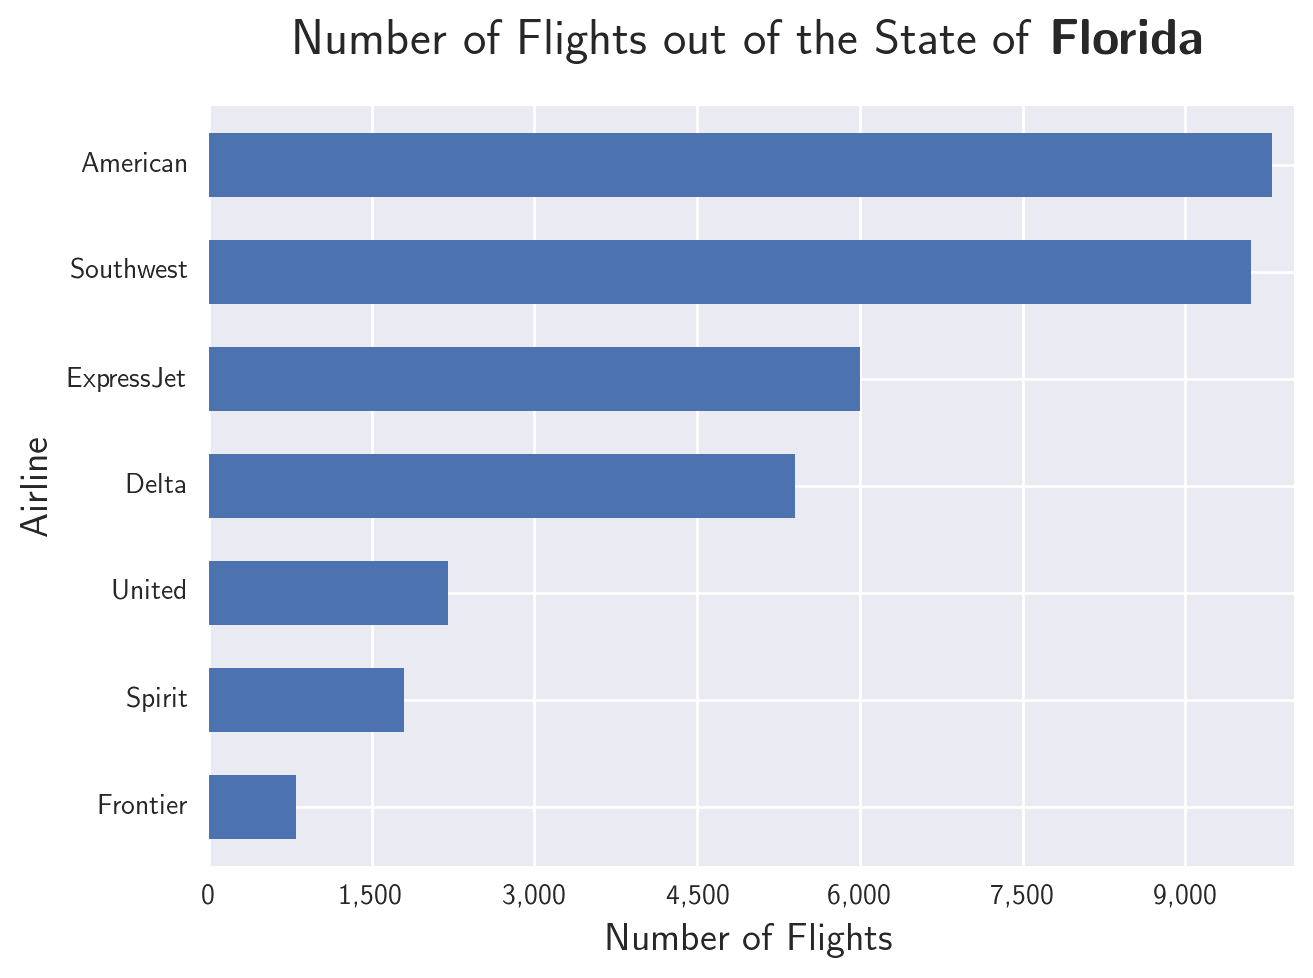 Number of Flights out of the State of Florida
American
Southwest
ExpressJet
Delta
United
Spirit
Frontier
Airline
0 1,500 3,000 4,500 6,000 7,500 9,000
Number of Flights